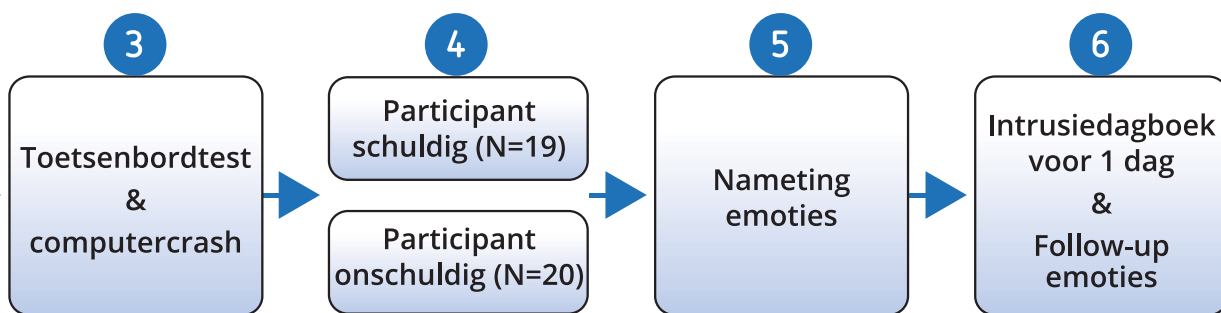 3
Toetsenbordtest
&
computercrash
4
Participant
schuldig (N=19)
Participant
onschuldig (N=20)
5
Nameting
emoties
6
Intrusiedagboek
voor 1 dag
&
Follow-up
emoties